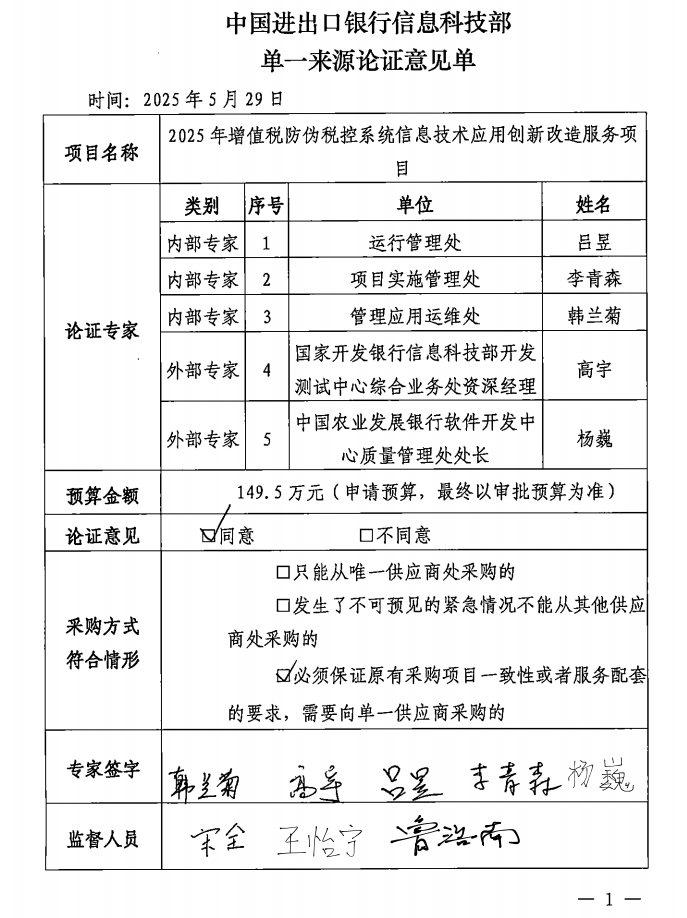 中国进出口银行信息科技部
单一来源论证意见单
时间：2025年5月29日
项目名称
2025年增值税防伪税控系统信息技术应用创新改造服务项
目
论证专家
类别 序号 单位 姓名
内部专家 1 运行管理处 吕昱
内部专家 2 项目实施管理处 李青森
内部专家 3 管理应用运维处 韩兰菊
外部专家 4 国家开发银行信息科技部开发
测试中心综合业务处资深经理 高宇
外部专家 5 中国农业发展银行软件开发中
心质量管理处处长 杨巍
预算金额 149.5万元（申请预算，最终以审批预算为准）
论证意见 ☑同意 □不同意
采购方式
符合情形
□只能从唯一供应商处采购的
□发生了不可预见的紧急情况不能从其他供应
商处采购的
☑必须保证原有采购项目一致性或者服务配套
的要求，需要向单一供应商采购的
专家签字 韩兰菊 高宇 吕昱 李青森 杨巍
监督人员 宋全 王怡宁 鲁浩南
— 1 —